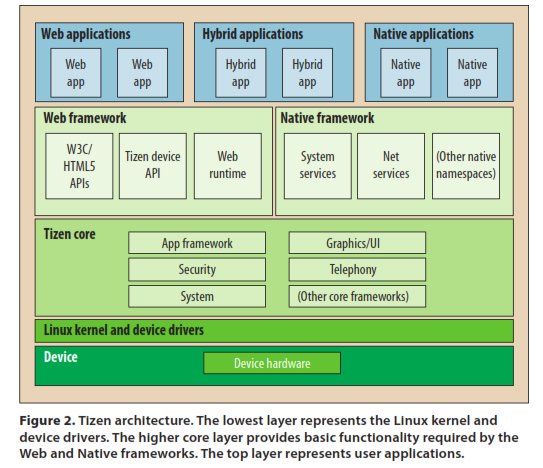 Web applications
Hybrid applications
Native applications
Web
app
Web
app
Hybrid
app
Hybrid
app
Native
app
Native
app
Web framework
Native framework
W3C/
HTML5
APIs
Tizen device
API
Web
runtime
System
services
Net
services
(Other native
namespaces)
Tizen core
App framework
Graphics/UI
Security
Telephony
System
(Other core frameworks)
Linux kernel and device drivers
Device
Device hardware
Figure 2. Tizen architecture. The lowest layer represents the Linux kernel and
device drivers. The higher core layer provides basic functionality required by the
Web and Native frameworks. The top layer represents user applications.